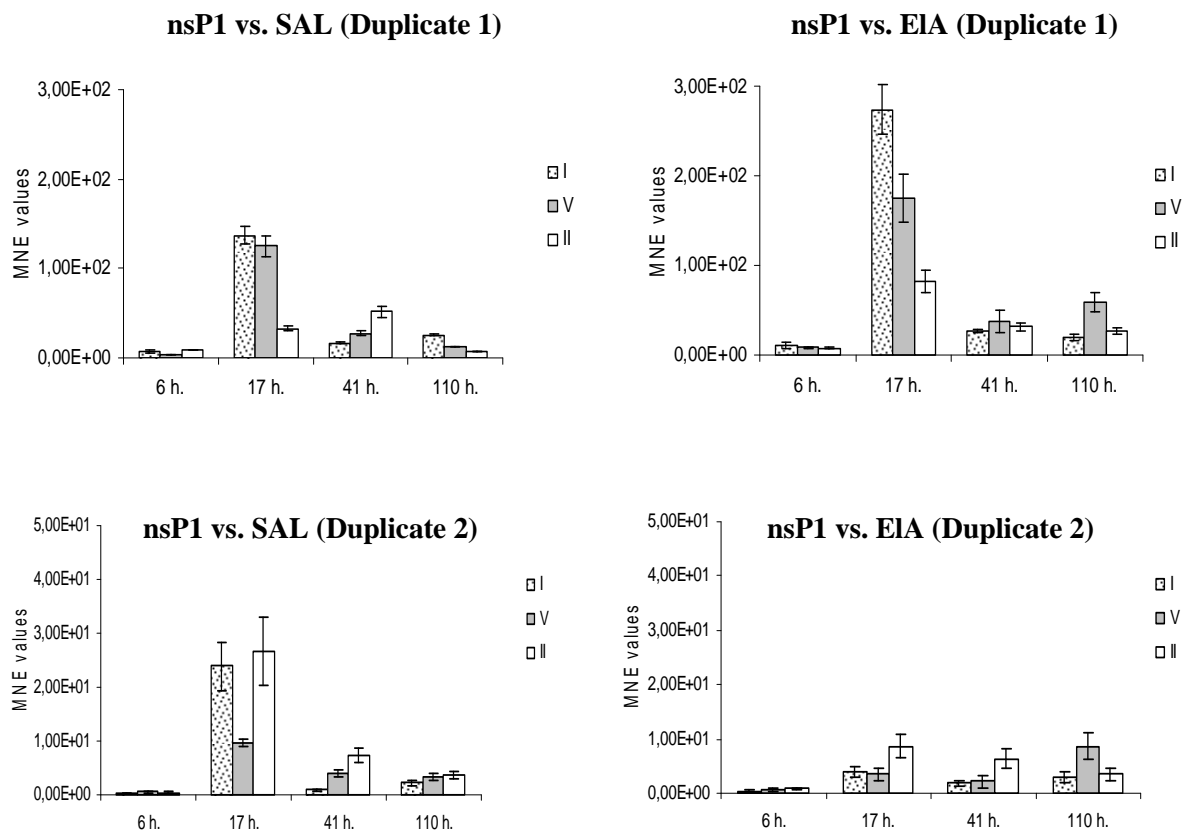 nsP1 vs. SAL (Duplicate 1)
3,00E+02
2,00E+02
1,00E+02
0,00E+00
MNE values
6 h.
17 h.
41 h.
110 h.
I
V
II
nsP1 vs. ElA (Duplicate 1)
3,00E+02
2,00E+02
1,00E+02
0,00E+00
MNE values
6 h.
17 h.
41 h.
110 h.
I
V
II
nsP1 vs. SAL (Duplicate 2)
5,00E+01
4,00E+01
3,00E+01
2,00E+01
1,00E+01
0,00E+00
MNE values
6 h.
17 h.
41 h.
110 h.
I
V
II
nsP1 vs. ElA (Duplicate 2)
5,00E+01
4,00E+01
3,00E+01
2,00E+01
1,00E+01
0,00E+00
MNE values
6 h.
17 h.
41 h.
110 h.
I
V
II